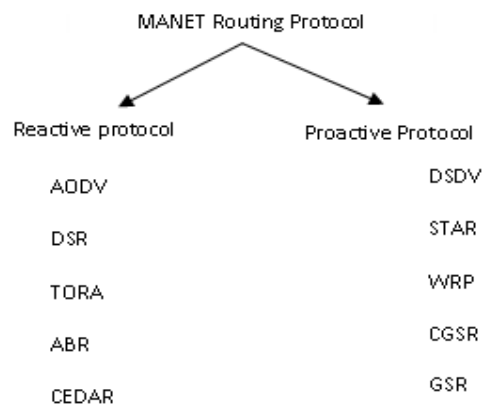 MANET Routing Protocol
Reactive protocol
Proactive Protocol
AODV
DSR
TORA
ABR
CEDAR
DSDV
STAR
WRP
CGSR
GSR